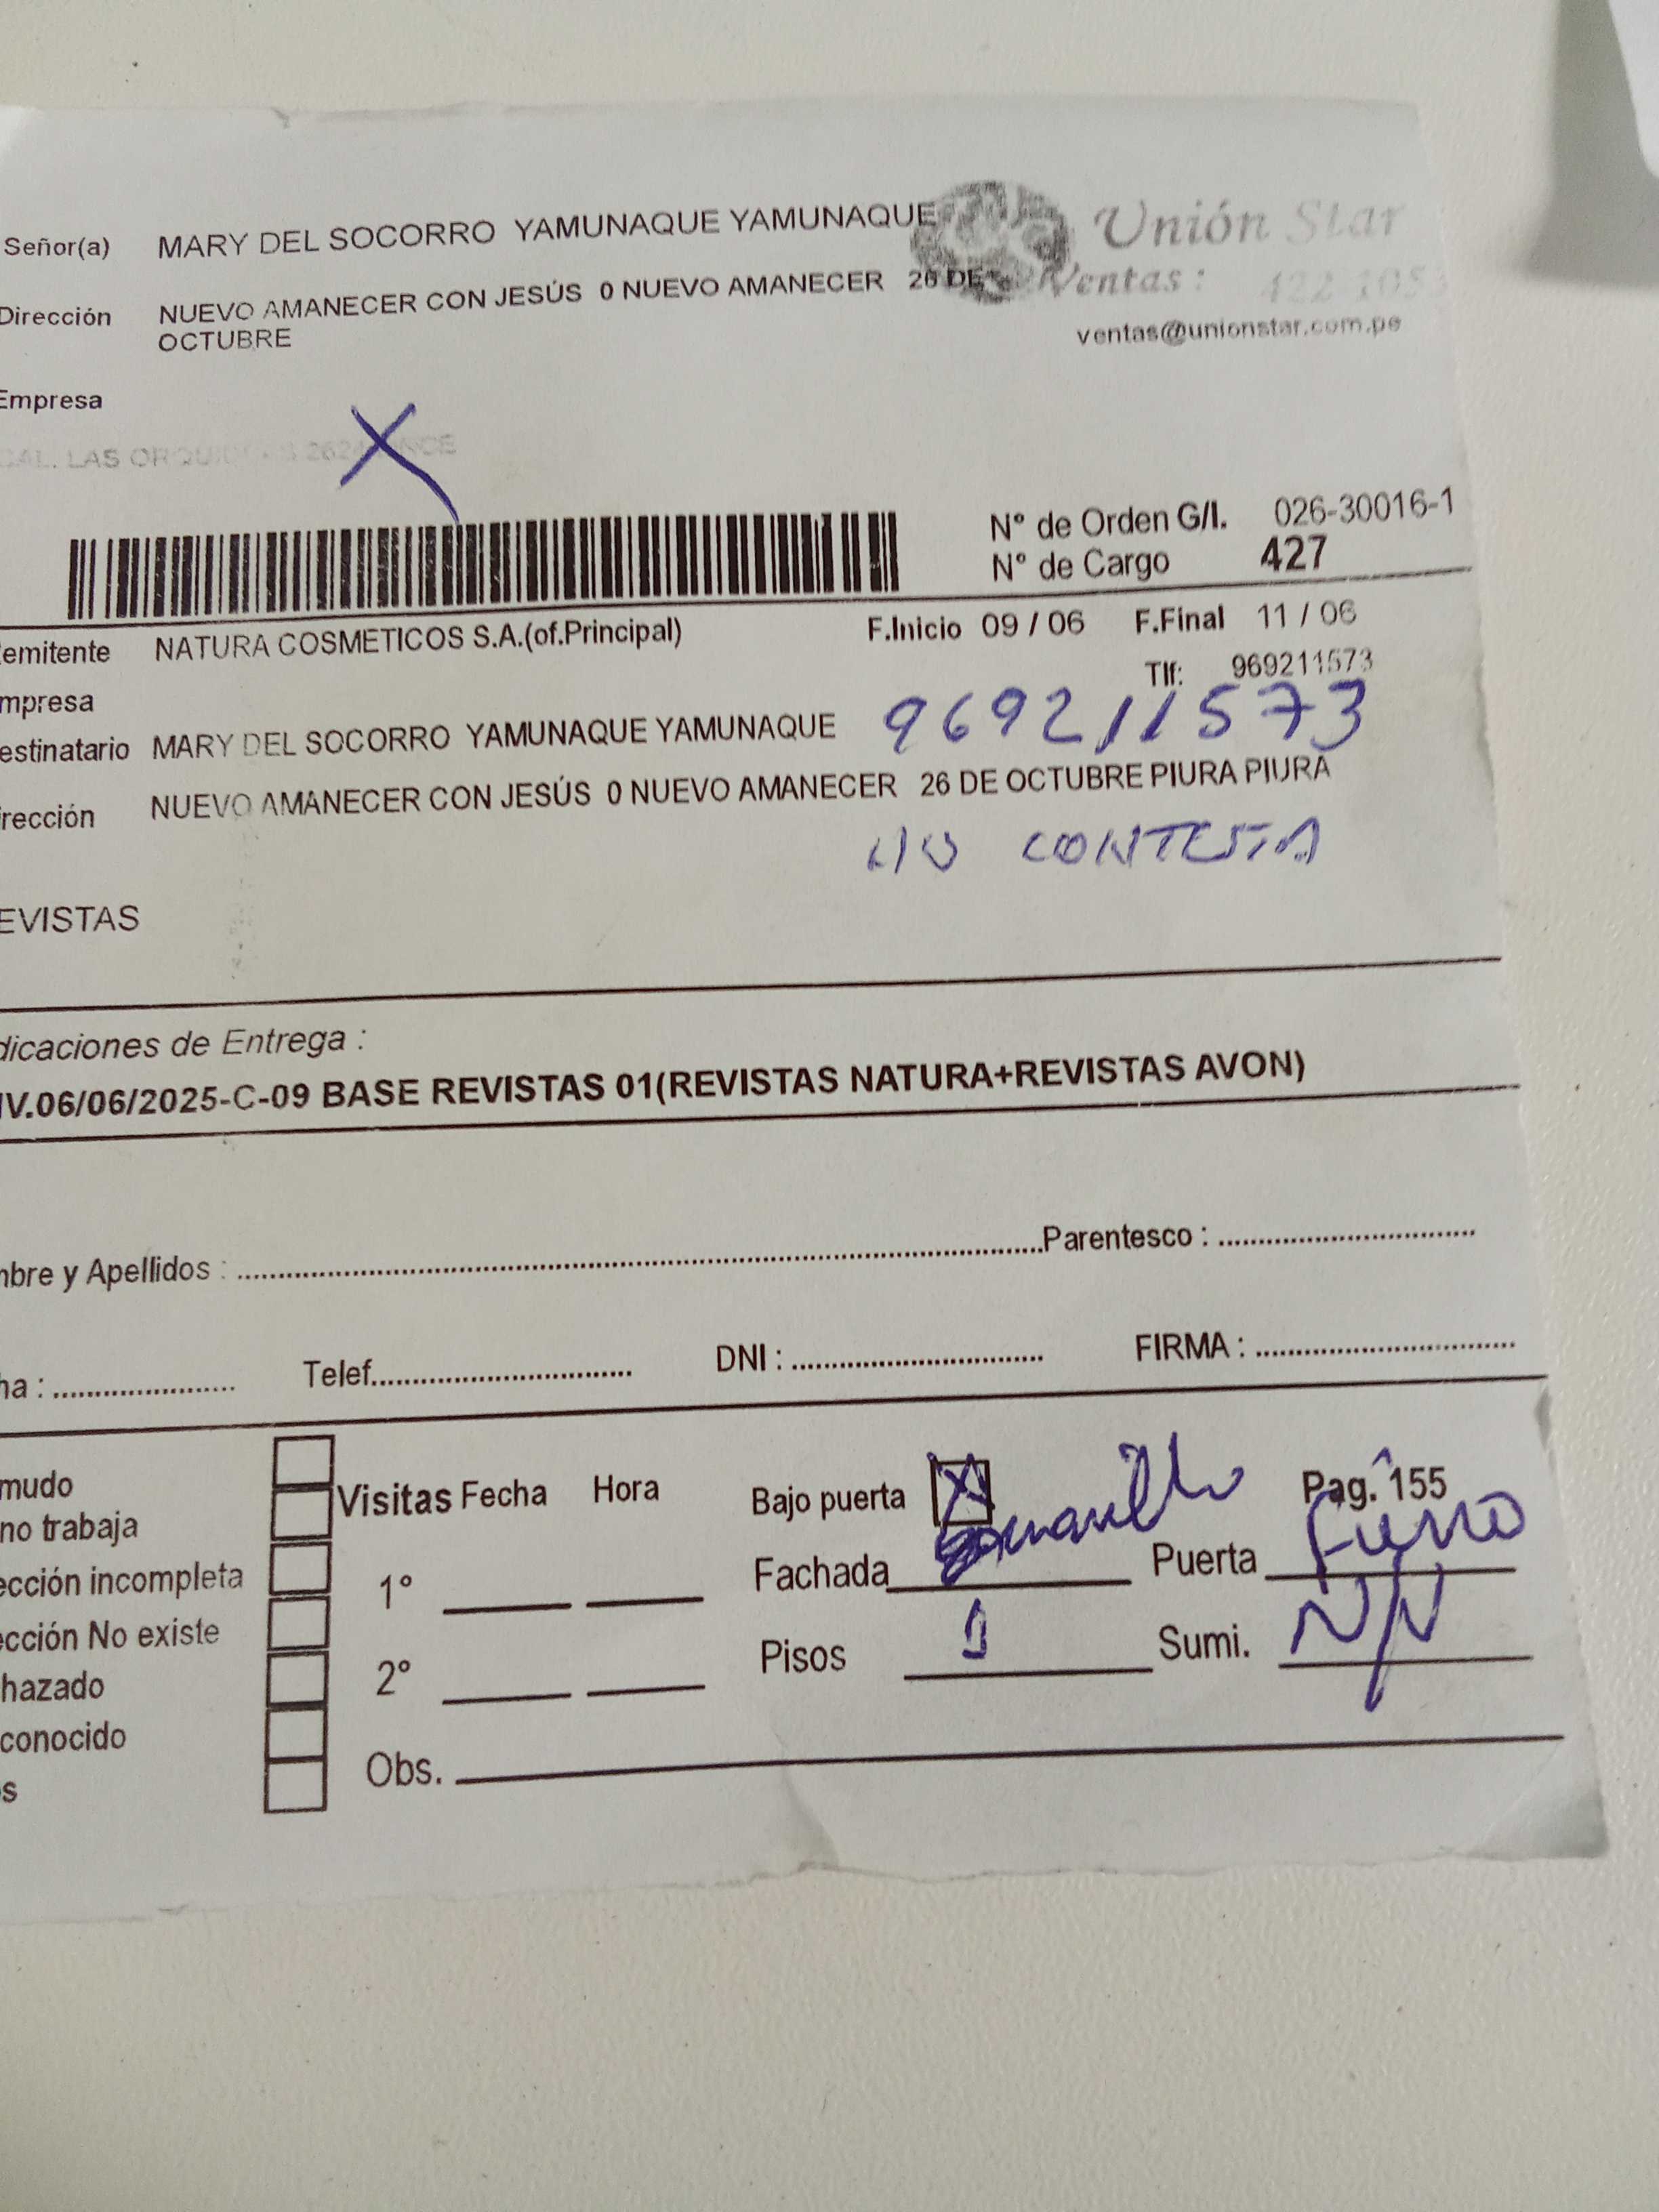 Señor(a) MARY DEL SOCORRO YAMUNAQUE YAMUNAQUE
Unión Star
Dirección NUEVO AMANECER CON JESÚS 0 NUEVO AMANECER 26 DE
OCTUBRE
Ventas: 422-105
ventas@unionstar.com.pe
Empresa
CAL. LAS
X
N° de Orden G/I. 026-30016-1
N° de Cargo 427
emitente NATURA COSMETICOS S.A.(of.Principal) F.Inicio 09 / 06 F.Final 11 / 06
Tlf: 969211573
mpresa
969211573
estinatario MARY DEL SOCORRO YAMUNAQUE YAMUNAQUE
irección NUEVO AMANECER CON JESÚS 0 NUEVO AMANECER 26 DE OCTUBRE PIURA PIURA
NO CONTESTA
EVISTAS
dicaciones de Entrega :
IV.06/06/2025-C-09 BASE REVISTAS 01(REVISTAS NATURA+REVISTAS AVON)
mbre y Apellidos : Parentesco :
ha : Telef. DNI : FIRMA :
mudo
no trabaja
ección incompleta
ección No existe
hazado
conocido
s
Visitas Fecha Hora
1°
2°
Obs.
Bajo puerta X Pag. 155
Fachada amarillo Puerta fierro
Pisos 1 Sumi. N/N